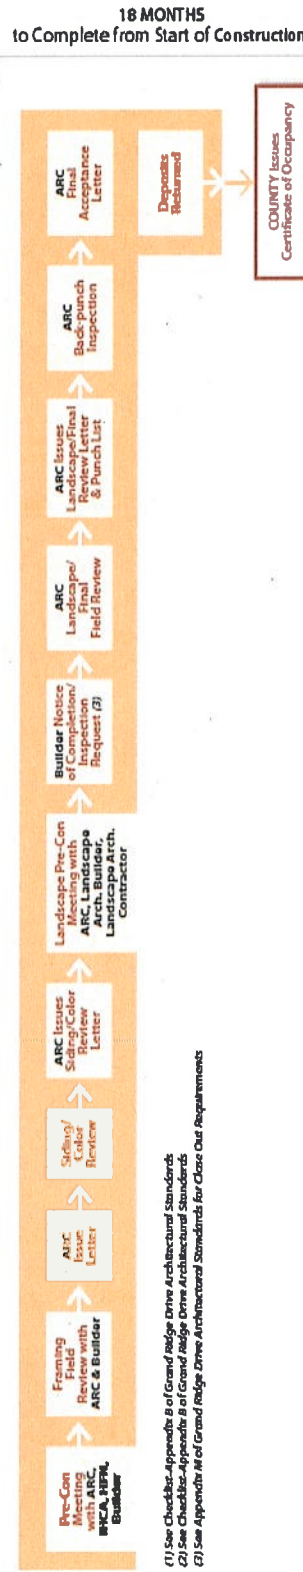 18 MONTHS
to Complete from Start of Construction
Pre-Con
Meeting
with ARC,
IHCA, HFN,
Builder
Framing
Field
Review with
ARC & Builder
ARC
Issue
Letter
Siding/
Color
Review
ARC Issues
Siding/Color
Review
Letter
Landscape Pre-Con
Meeting with
ARC, Landscape
Arch. Builder,
Landscape Arch.
Contractor
Builder Notice
of Completion/
Inspection
Request (3)
ARC
Landscape/
Final
Field Review
ARC Issues
Landscape/Final
Review Letter
& Punch List
ARC
Back-punch
Inspection
ARC
Final
Acceptance
Letter
Deposits
Returned
COUNTY Issues
Certificate of Occupancy
(1) See Checklist-Appendix B of Grand Ridge Drive Architectural Standards
(2) See Checklist-Appendix B of Grand Ridge Drive Architectural Standards
(3) See Appendix M of Grand Ridge Drive Architectural Standards for Close Out Requirements